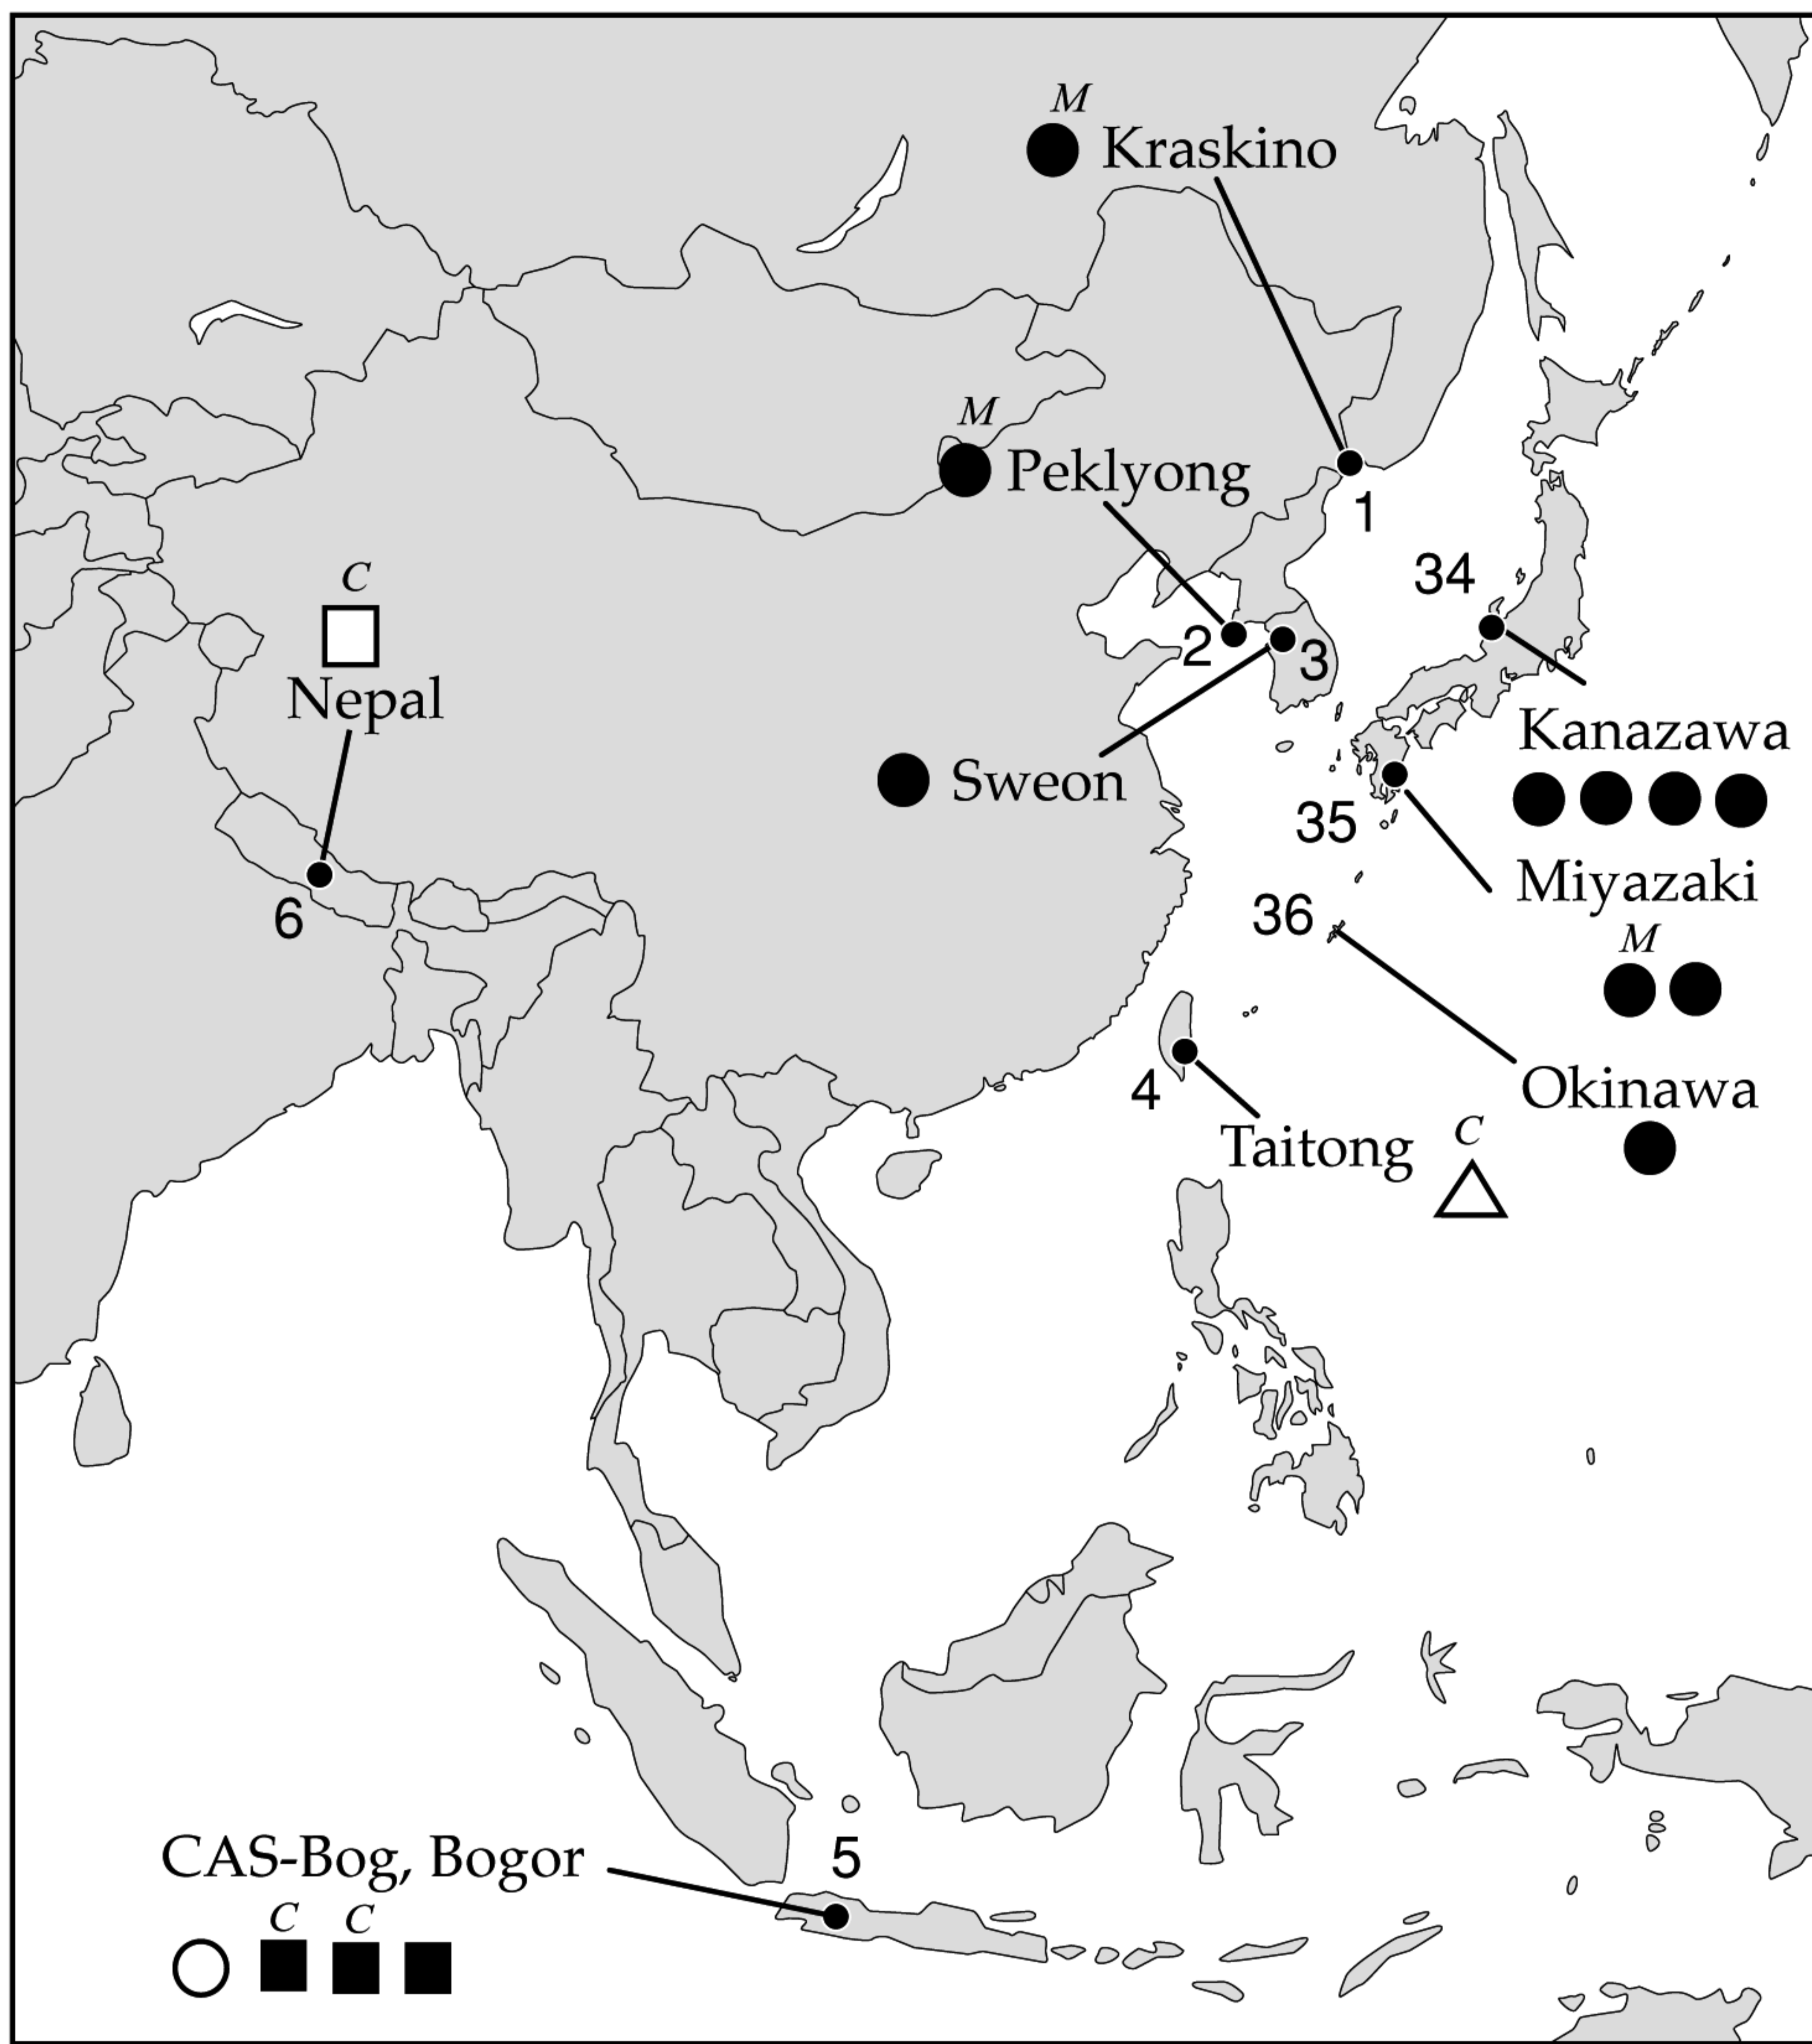 M
Kraskino
M
Peklyong
1
34
C
2
3
Nepal
Kanazawa
Sweon
35
Miyazaki
6
36
M
4
Okinawa
Taitong
C
CAS-Bog, Bogor
5
C C